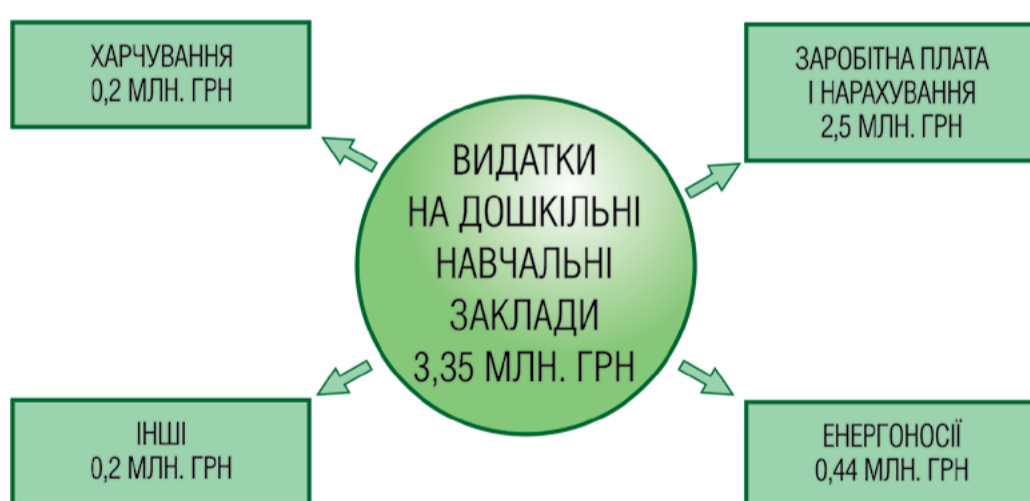 ХАРЧУВАННЯ
0,2 МЛН. ГРН
ЗАРОБІТНА ПЛАТА
І НАРАХУВАННЯ
2,5 МЛН. ГРН
ВИДАТКИ
НА ДОШКІЛЬНІ
НАВЧАЛЬНІ
ЗАКЛАДИ
3,35 МЛН. ГРН
ІНШІ
0,2 МЛН. ГРН
ЕНЕРГОНОСІЇ
0,44 МЛН. ГРН